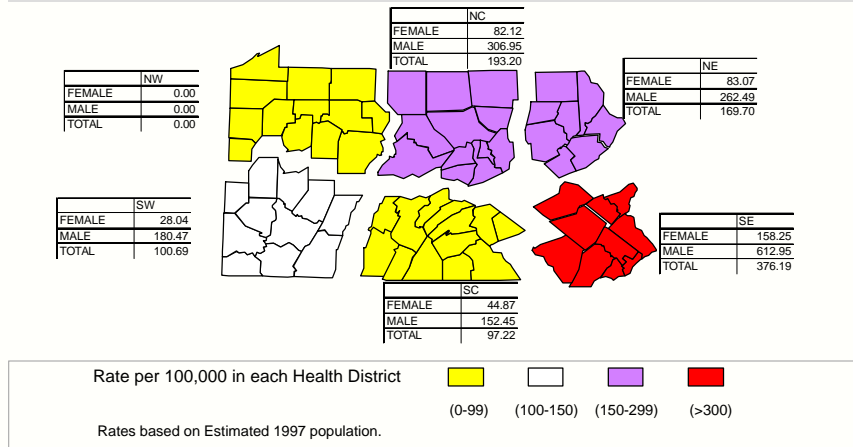 NC
FEMALE 82.12
MALE 306.95
TOTAL 193.20
NW
FEMALE 0.00
MALE 0.00
TOTAL 0.00
NE
FEMALE 83.07
MALE 262.49
TOTAL 169.70
SW
FEMALE 28.04
MALE 180.47
TOTAL 100.69
SE
FEMALE 158.25
MALE 612.95
TOTAL 376.19
SC
FEMALE 44.87
MALE 152.45
TOTAL 97.22
Rate per 100,000 in each Health District
(0-99) (100-150) (150-299) (>300)
Rates based on Estimated 1997 population.